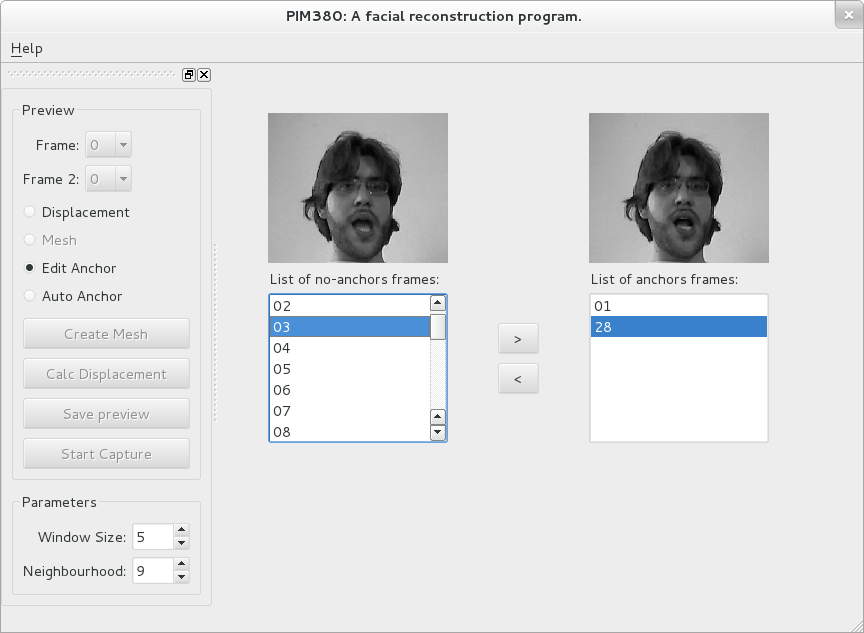 PIM380: A facial reconstruction program.
Help
Preview
Frame: 0
Frame 2: 0
Displacement
Mesh
Edit Anchor
Auto Anchor
Create Mesh
Calc Displacement
Save preview
Start Capture
Parameters
Window Size: 5
Neighbourhood: 9
List of no-anchors frames:
02
03
04
05
06
07
08
>
<
List of anchors frames:
01
28